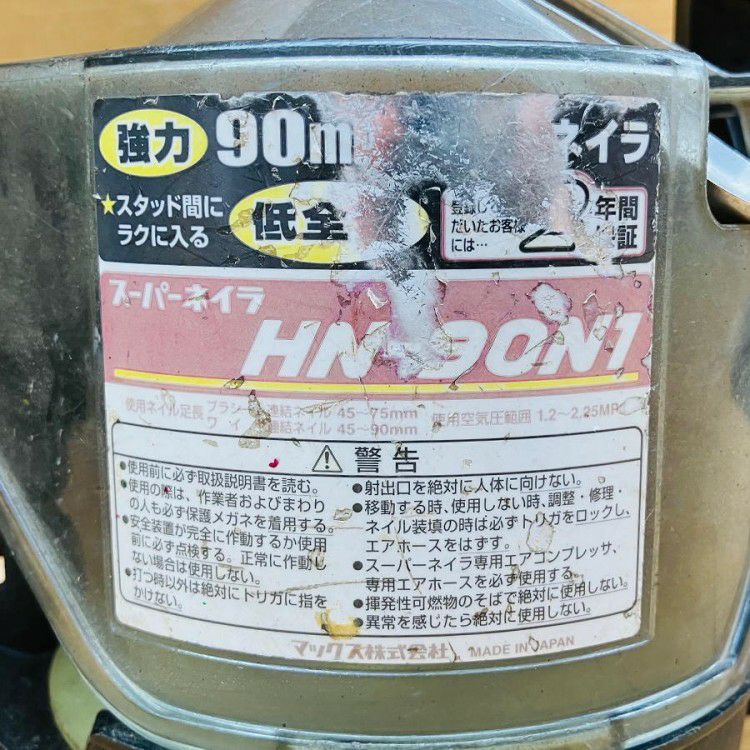 強力 90m ネイラ
★スタッド間に
ラクに入る
低全
登録し
だいたお客様
には…
2年間
保証
スーパーネイラ
HN-90N1
使用ネイル足長 プラシート連結ネイル 45～75mm
ワイヤ連結ネイル 45～90mm
使用空気圧範囲 1.2～2.25MP
警告
●使用前に必ず取扱説明書を読む。
●使用の際は、作業者およびまわり
の人も必ず保護メガネを着用する。
●安全装置が完全に作動するか使用
前に必ず点検する。正常に作動し
ない場合は使用しない。
●打つ時以外は絶対にトリガに指を
かけない。
●射出口を絶対に人体に向けない。
●移動する時、使用しない時、調整・修理・
ネイル装填の時は必ずトリガをロックし、
エアホースをはずす。
●スーパーネイラ専用エアコンプレッサ、
専用エアホースを必ず使用する。
●揮発性可燃物のそばで絶対に使用しない。
●異常を感じたら絶対に使用しない。
マックス株式会社 MADE IN JAPAN